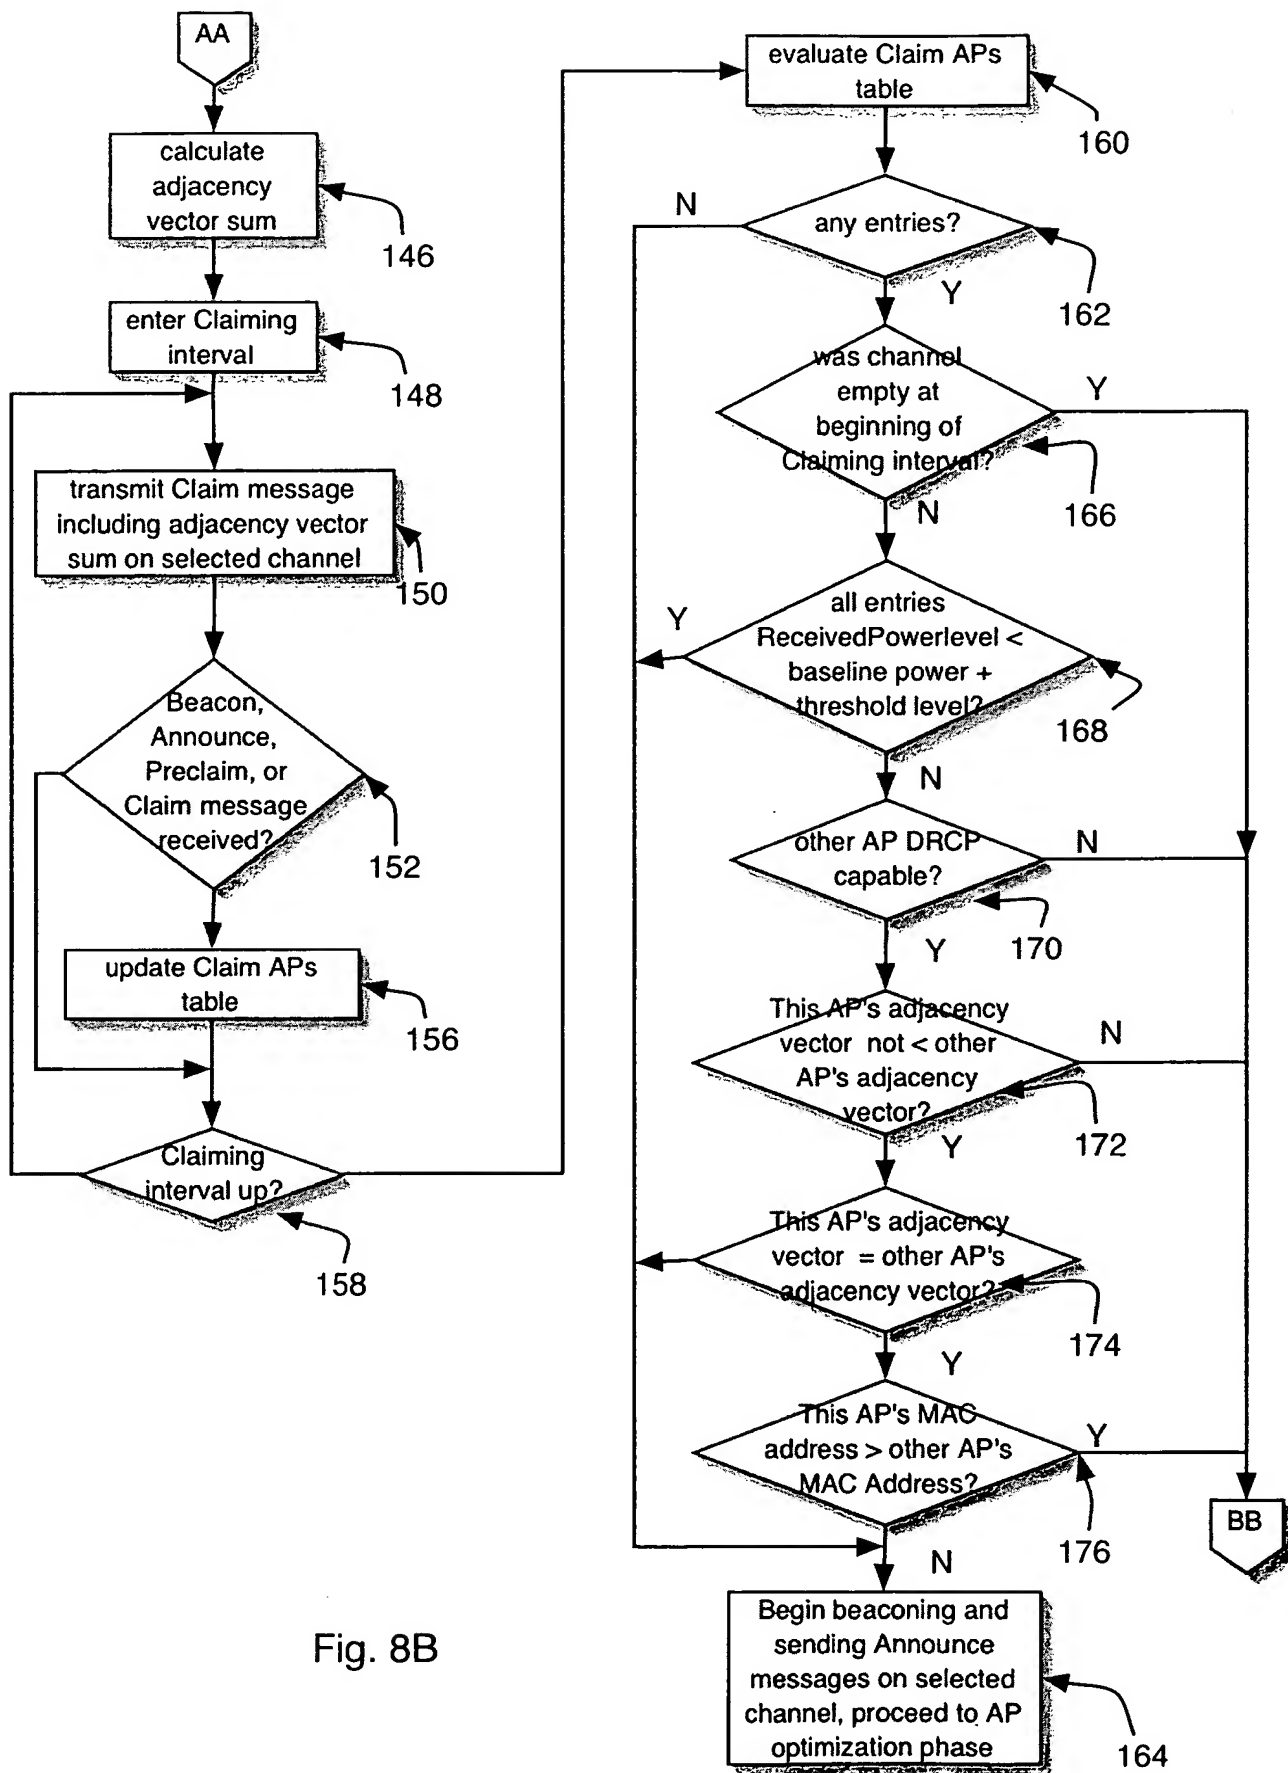 AA
calculate
adjacency
vector sum
146
enter Claiming
interval
148
transmit Claim message
including adjacency vector
sum on selected channel
150
Beacon,
Announce,
Preclaim, or
Claim message
received?
152
update Claim APs
table
156
Claiming
interval up?
158
evaluate Claim APs
table
160
any entries?
N
Y
162
was channel
empty at
beginning of
Claiming interval?
Y
N
166
all entries
ReceivedPowerlevel <
baseline power +
threshold level?
Y
N
168
other AP DRCP
capable?
N
Y
170
This AP's adjacency
vector not < other
AP's adjacency
vector?
N
Y
172
This AP's adjacency
vector = other AP's
adjacency vector?
Y
174
This AP's MAC
address > other AP's
MAC Address?
Y
N
176
BB
Begin beaconing and
sending Announce
messages on selected
channel, proceed to AP
optimization phase
164
Fig. 8B